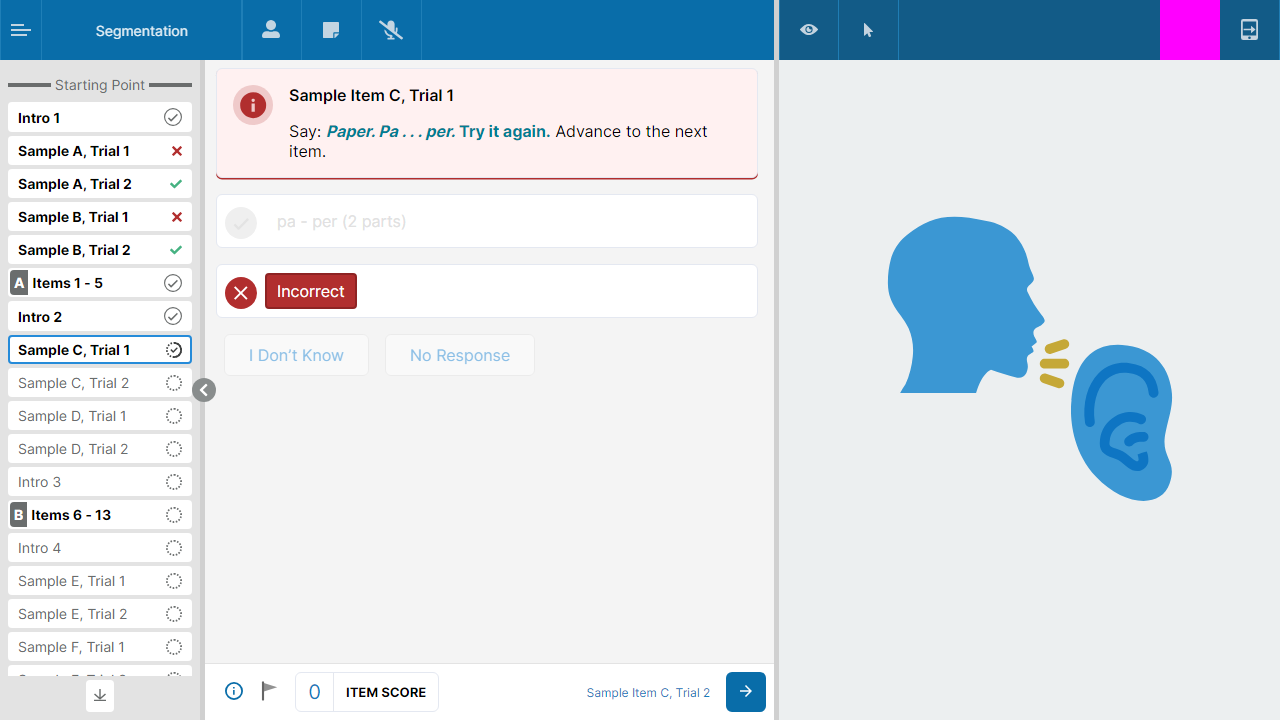 Segmentation
Starting Point
Intro 1
Sample A, Trial 1
Sample A, Trial 2
Sample B, Trial 1
Sample B, Trial 2
A Items 1 - 5
Intro 2
Sample C, Trial 1
Sample C, Trial 2
Sample D, Trial 1
Sample D, Trial 2
Intro 3
B Items 6 - 13
Intro 4
Sample E, Trial 1
Sample E, Trial 2
Sample F, Trial 1
Sample Item C, Trial 1
Say: Paper. Pa . . . per. Try it again. Advance to the next
item.
pa - per (2 parts)
Incorrect
I Don’t Know
No Response
0 ITEM SCORE
Sample Item C, Trial 2